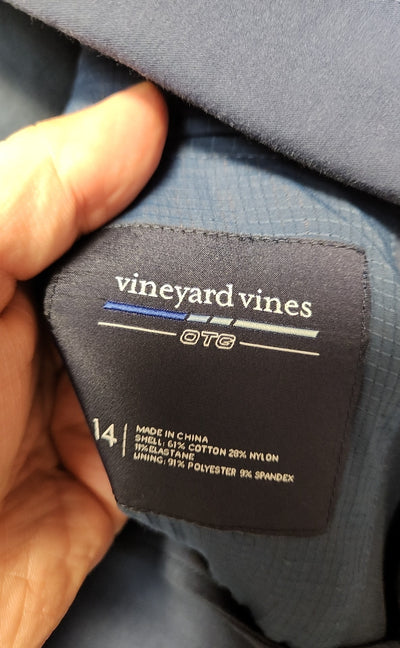 vineyard vines
OTG
14
MADE IN CHINA
SHELL: 61% COTTON 28% NYLON
11% ELASTANE
LINING: 91% POLYESTER 9% SPANDEX